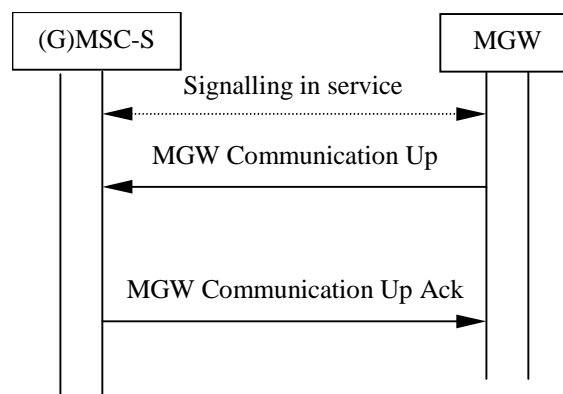 (G)MSC-S
MGW
Signalling in service
MGW Communication Up
MGW Communication Up Ack